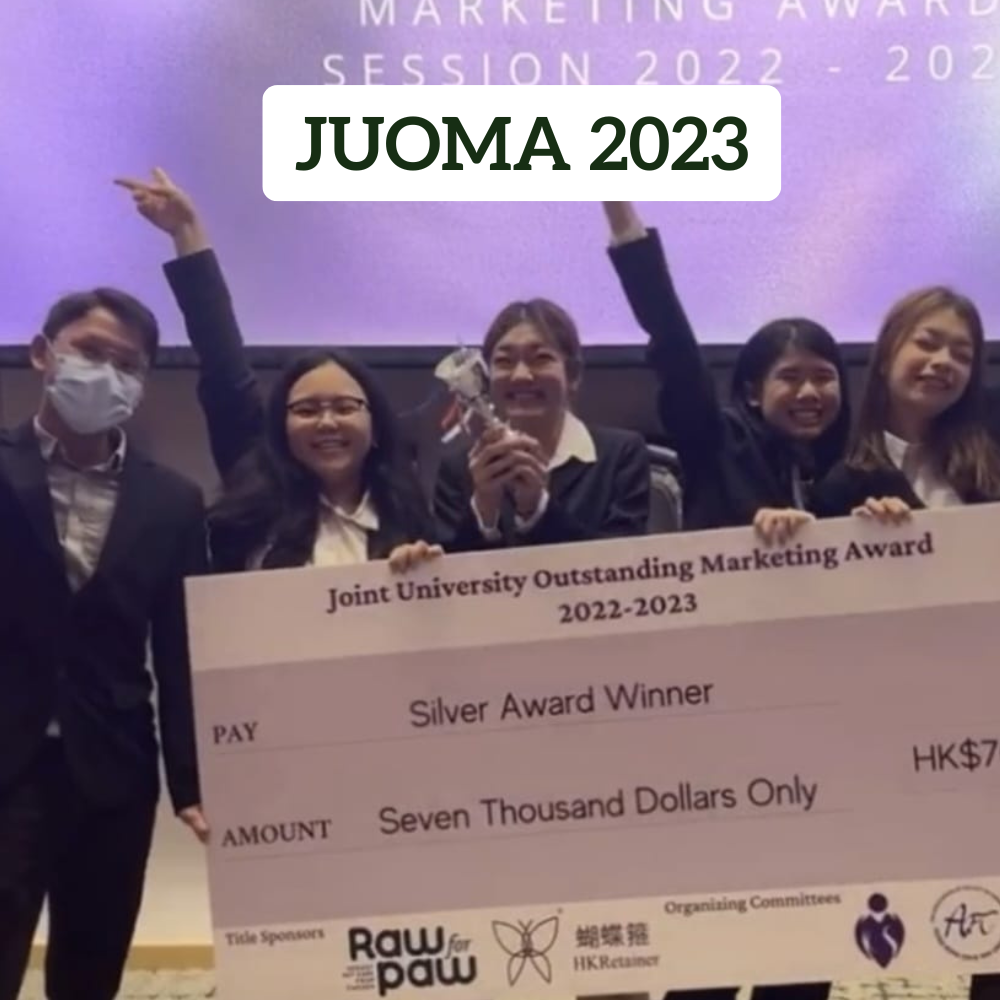 MARKETING AWARD
SESSION 2022 - 202
JUOMA 2023
Joint University Outstanding Marketing Award
2022-2023
PAY Silver Award Winner
HK$7
AMOUNT Seven Thousand Dollars Only
Title Sponsors
Raw for
paw
蝴蝶箍
HKRetainer
Organizing Committees